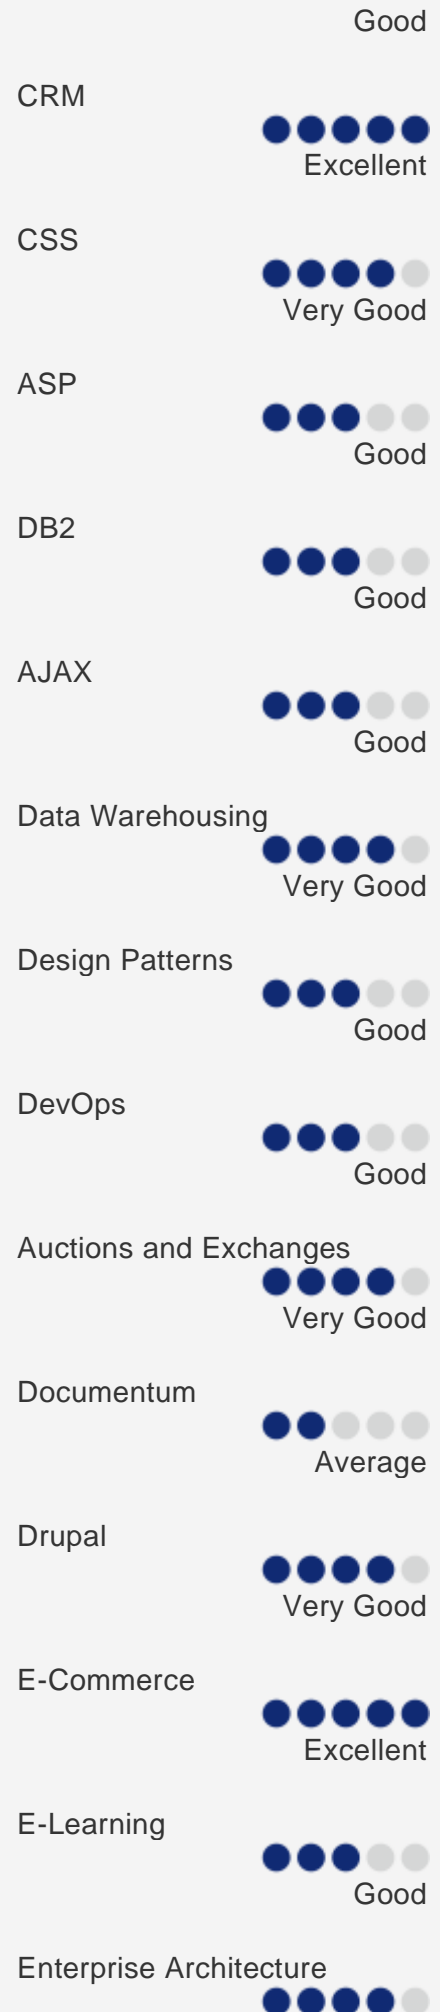 Good
CRM
Excellent
CSS
Very Good
ASP
Good
DB2
Good
AJAX
Good
Data Warehousing
Very Good
Design Patterns
Good
DevOps
Good
Auctions and Exchanges
Very Good
Documentum
Average
Drupal
Very Good
E-Commerce
Excellent
E-Learning
Good
Enterprise Architecture